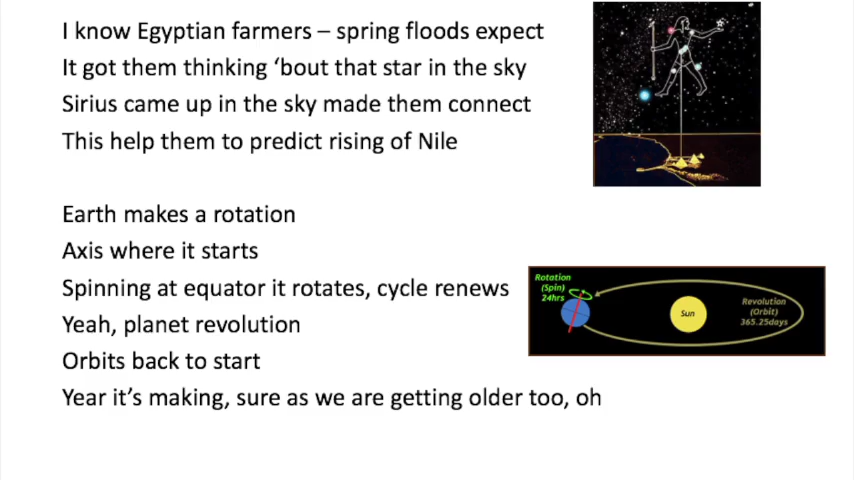 I know Egyptian farmers – spring floods expect
It got them thinking ‘bout that star in the sky
Sirius came up in the sky made them connect
This help them to predict rising of Nile
Earth makes a rotation
Axis where it starts
Spinning at equator it rotates, cycle renews
Yeah, planet revolution
Orbits back to start
Year it’s making, sure as we are getting older too, oh
Rotation
(Spin)
24hrs
Sun
Revolution
(Orbit)
365.25days